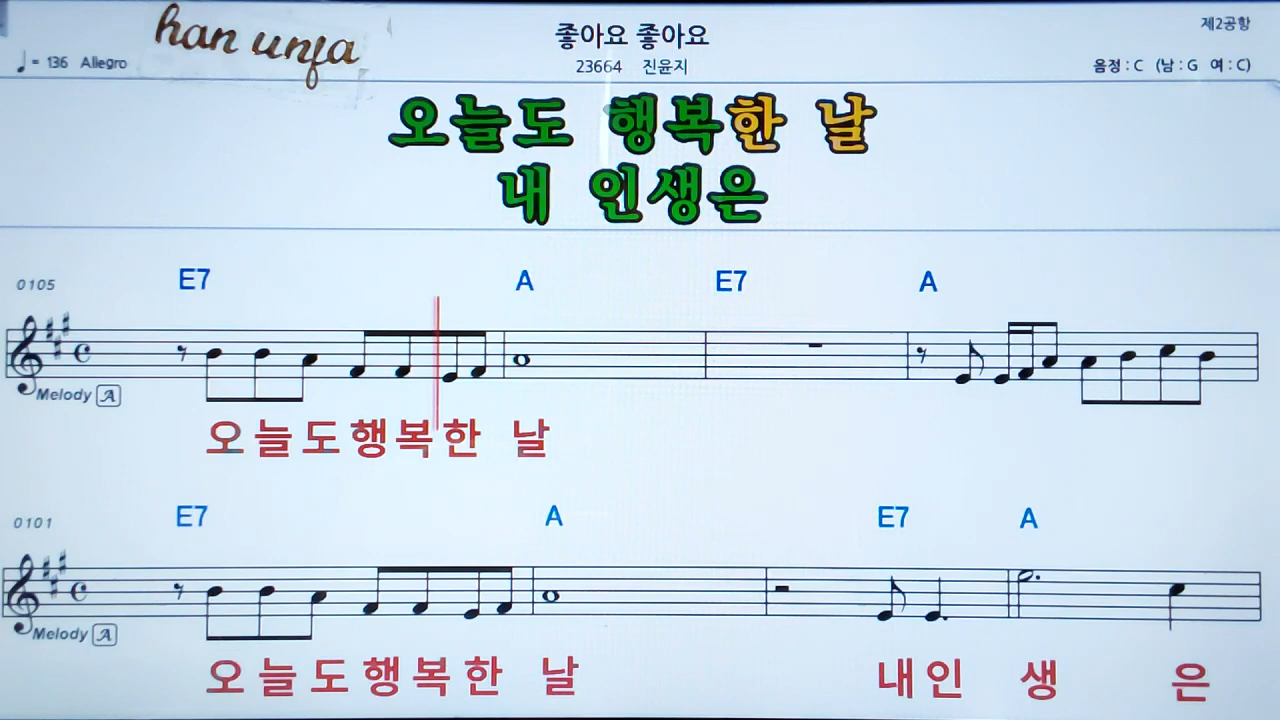 han unfa
좋아요 좋아요
제2공항
♩= 136 Allegro
23664 진윤지
음정 : C (남 : G 여 : C)
오늘도 행복한 날
내 인생은
0105 E7 A E7 A
Melody A
오늘도행복한 날
0101 E7 A E7 A
Melody A
오늘도행복한 날 내인 생 은